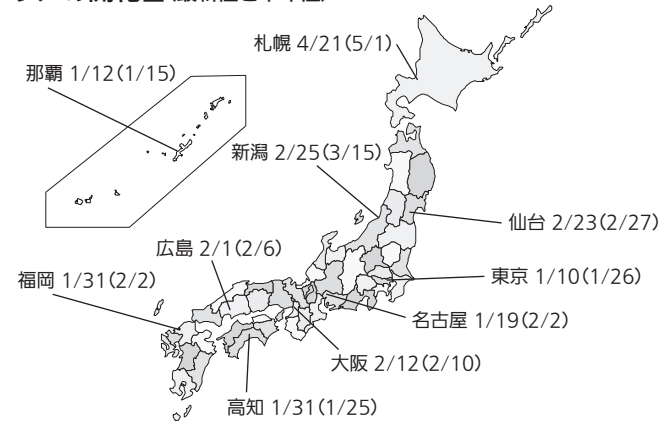 札幌 4/21(5/1)
那覇 1/12(1/15)
新潟 2/25(3/15)
仙台 2/23(2/27)
広島 2/1(2/6)
福岡 1/31(2/2)
東京 1/10(1/26)
名古屋 1/19(2/2)
大阪 2/12(2/10)
高知 1/31(1/25)